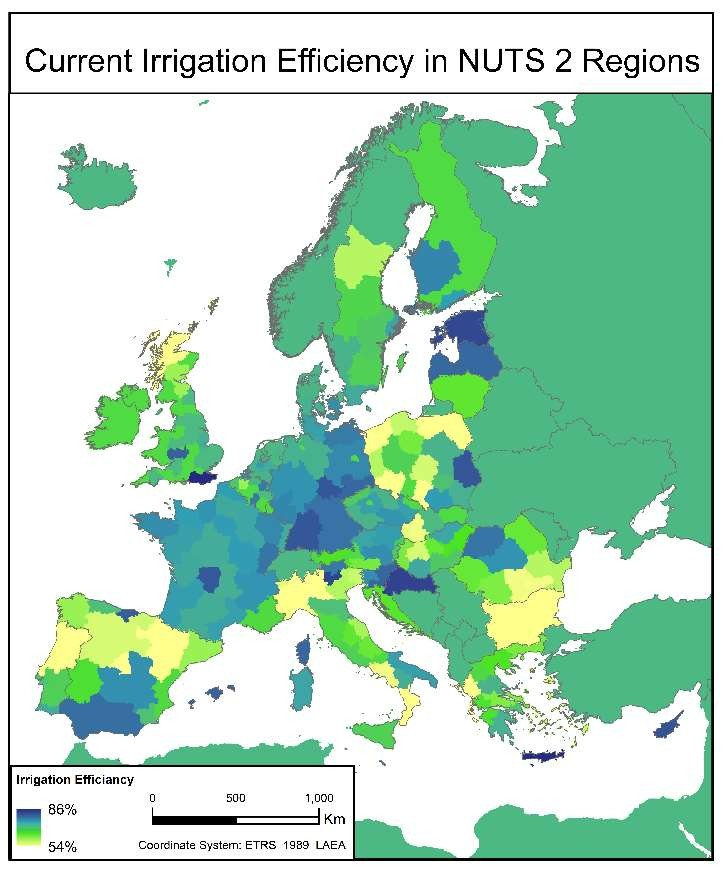 Current Irrigation Efficiency in NUTS 2 Regions
Irrigation Efficiancy
86%
54%
0 500 1,000
Km
Coordinate System: ETRS 1989 LAEA